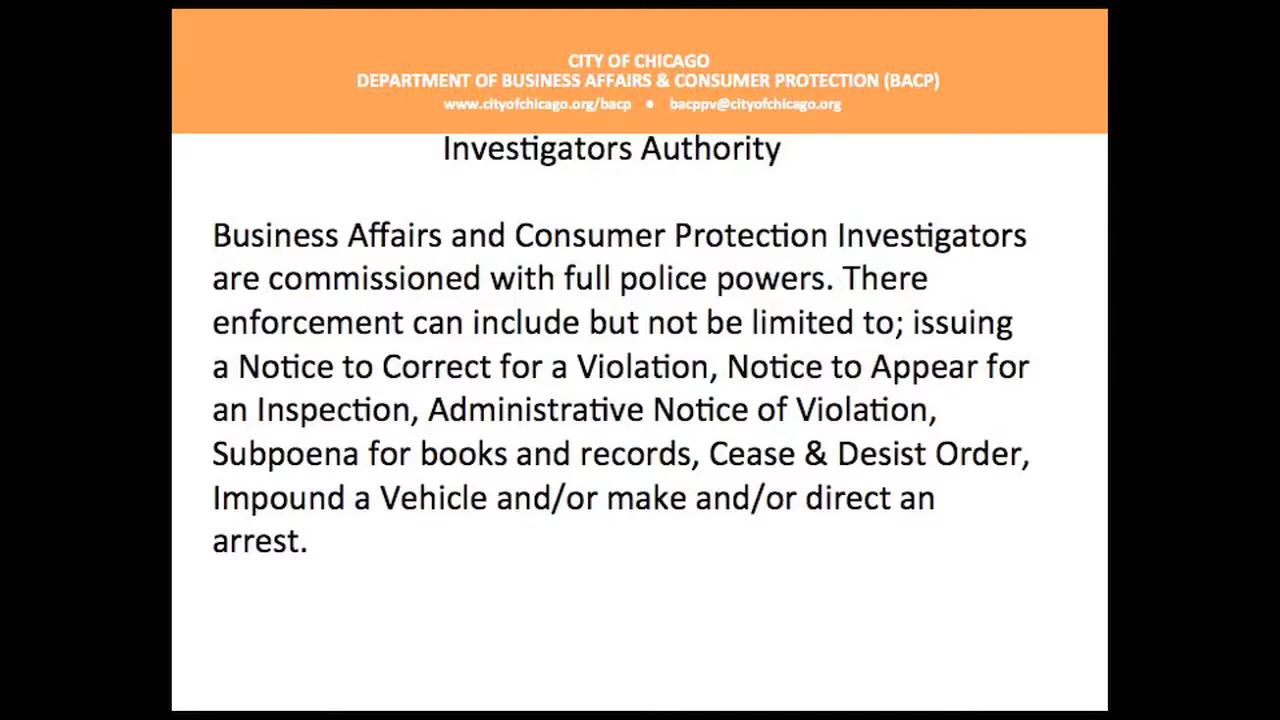 CITY OF CHICAGO
DEPARTMENT OF BUSINESS AFFAIRS & CONSUMER PROTECTION (BACP)
www.cityofchicago.org/bacp • bacppv@cityofchicago.org
Investigators Authority
Business Affairs and Consumer Protection Investigators
are commissioned with full police powers. There
enforcement can include but not be limited to; issuing
a Notice to Correct for a Violation, Notice to Appear for
an Inspection, Administrative Notice of Violation,
Subpoena for books and records, Cease & Desist Order,
Impound a Vehicle and/or make and/or direct an
arrest.